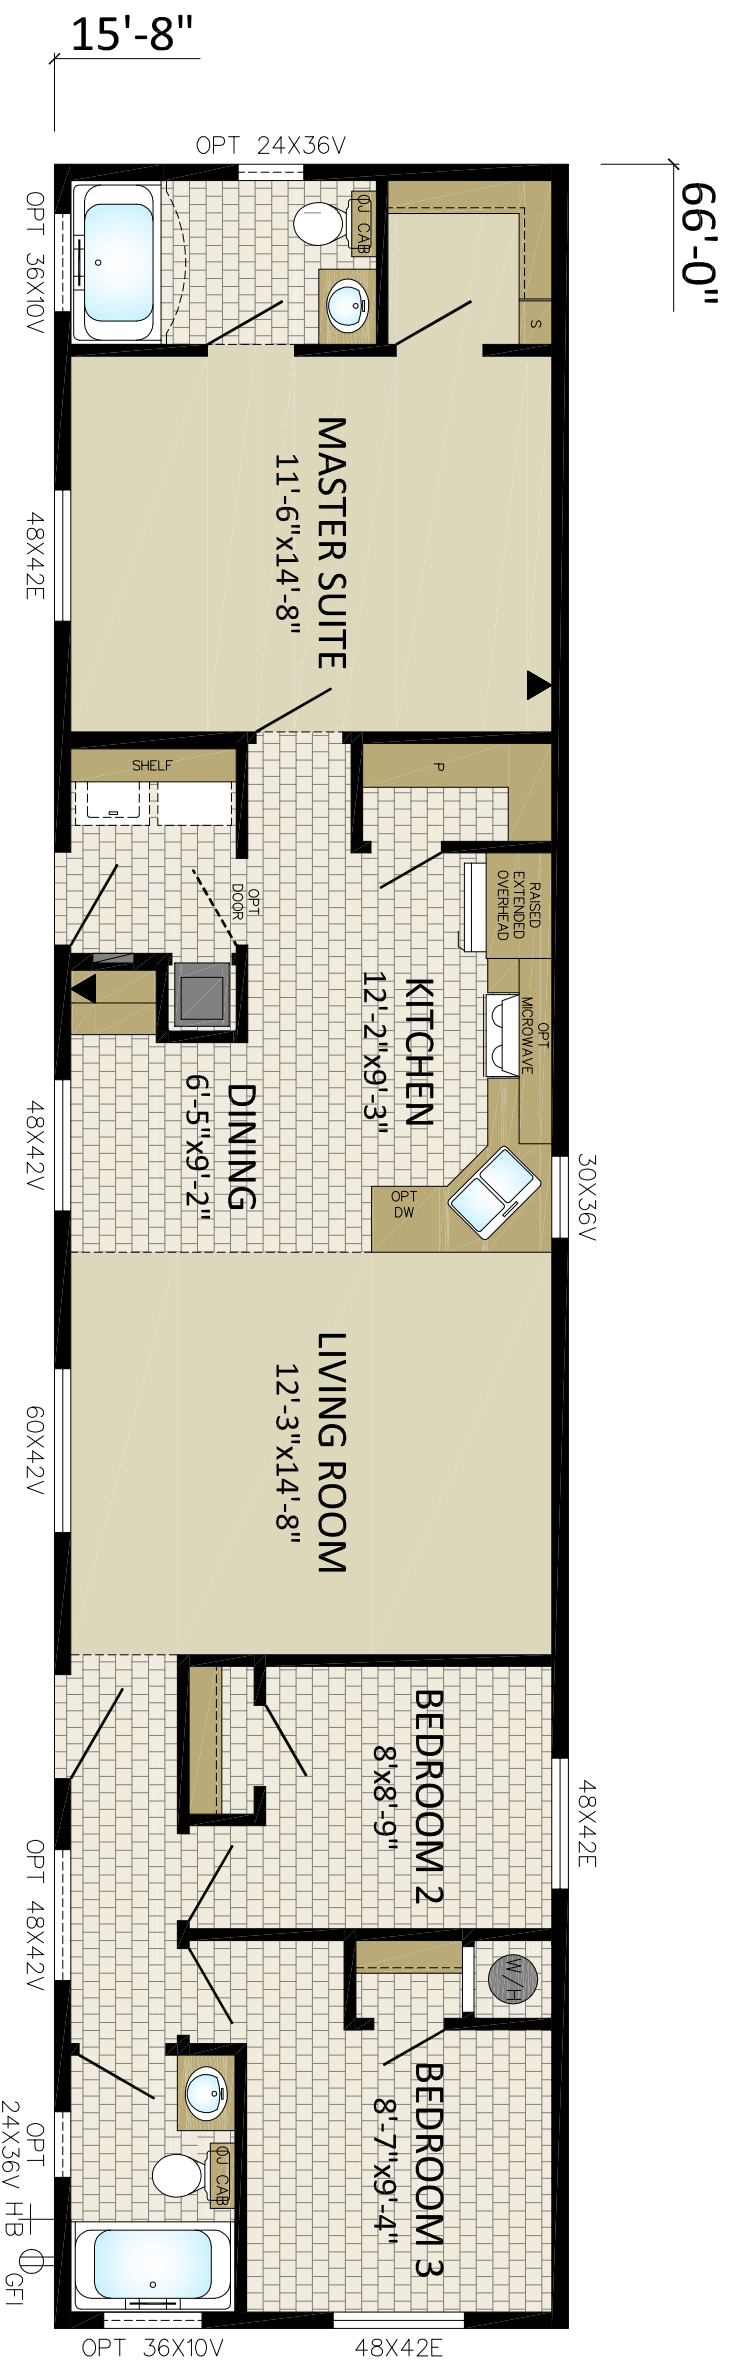 15'-8"
66'-0"
OPT 24X36V
OPT 36X10V
OJ CAB
S
MASTER SUITE
11'-6"x14'-8"
48X42E
SHELF
P
OPT
DOOR
RAISED
EXTENDED
OVERHEAD
KITCHEN
12'-2"x9'-3"
OPT
MICROWAVE
DINING
6'-5"x9'-2"
48X42V
30X36V
OPT
DW
LIVING ROOM
12'-3"x14'-8"
60X42V
BEDROOM 2
8'x8'-9"
48X42E
OPT 48X42V
W/H
BEDROOM 3
8'-7"x9'-4"
OJ CAB
OPT
24X36V
HB
GFI
OPT 36X10V
48X42E